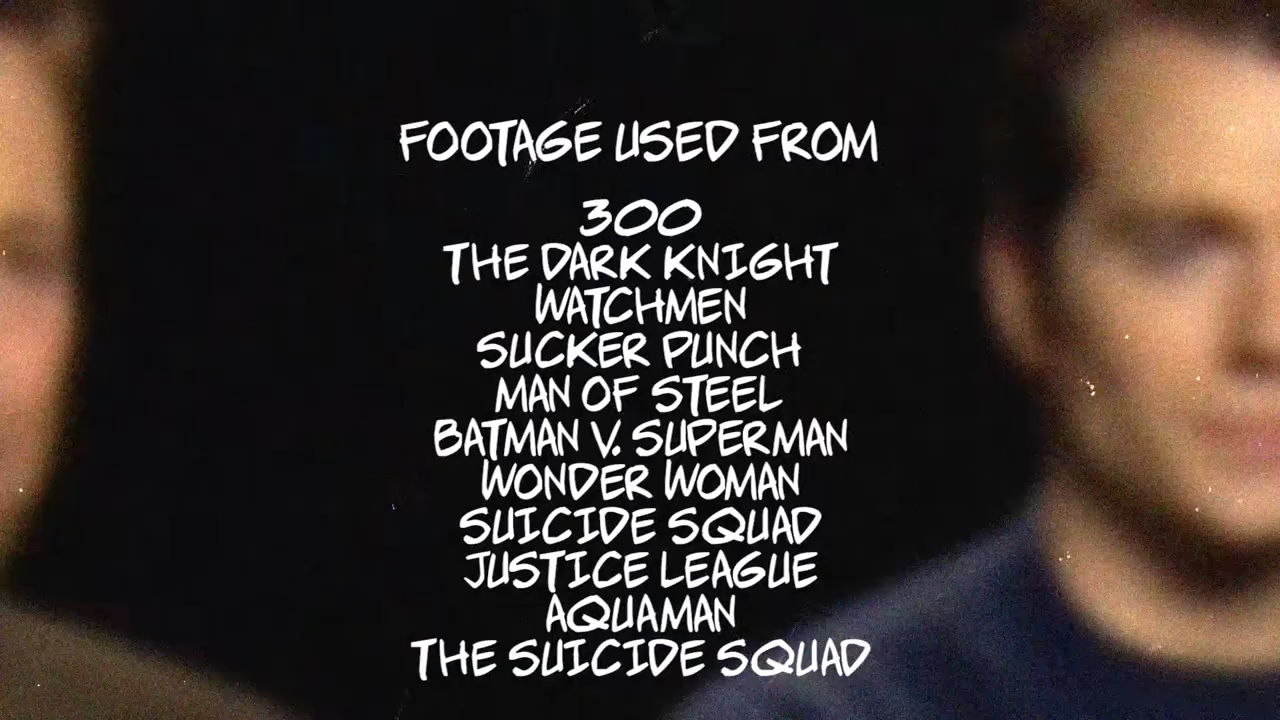 FOOTAGE USED FROM
300
THE DARK KNIGHT
WATCHMEN
SUCKER PUNCH
MAN OF STEEL
BATMAN V. SUPERMAN
WONDER WOMAN
SUICIDE SQUAD
JUSTICE LEAGUE
AQUAMAN
THE SUICIDE SQUAD